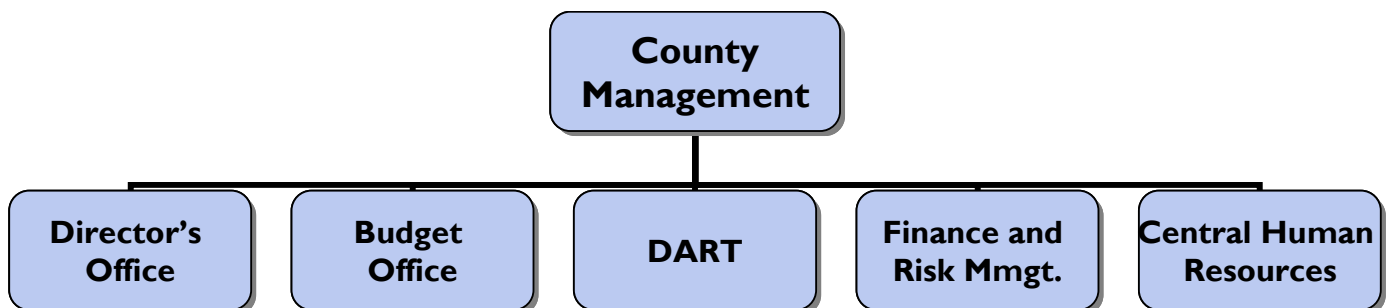 County
Management
Director’s
Office
Budget
Office
DART
Finance and
Risk Mmgt.
Central Human
Resources